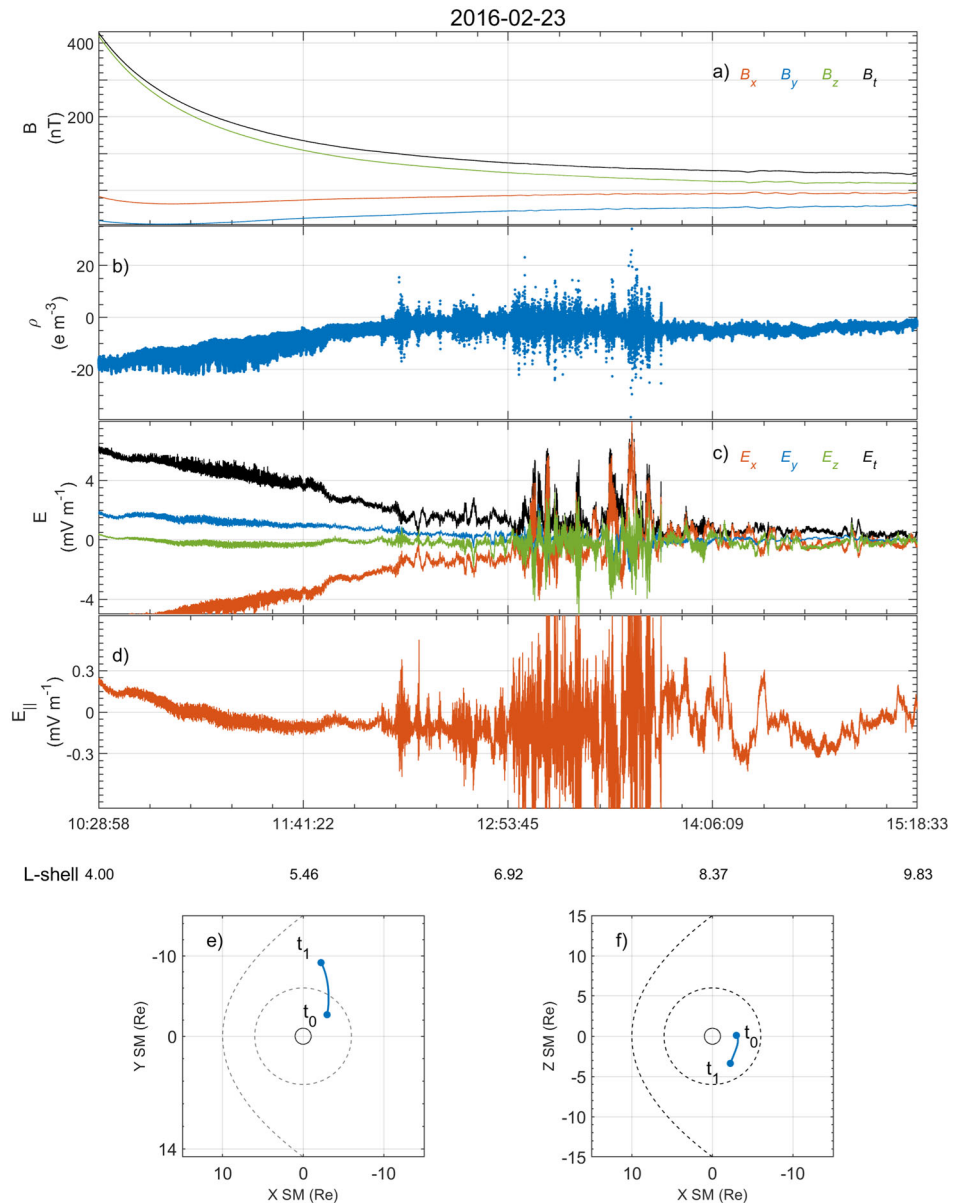 2016-02-23
a) Bx By Bz Bt
400
200
B
(nT)
b)
20
0
-20
ρ
(e m-3)
c) Ex Ey Ez Et
4
0
-4
E
(mV m-1)
d)
0.3
0
-0.3
E||
(mV m-1)
10:28:58 11:41:22 12:53:45 14:06:09 15:18:33
L-shell 4.00 5.46 6.92 8.37 9.83
e)
t1
t0
-10
0
14
Y SM (Re)
10 0 -10
X SM (Re)
f)
t0
t1
15
10
5
0
-5
-10
-15
Z SM (Re)
10 0 -10
X SM (Re)